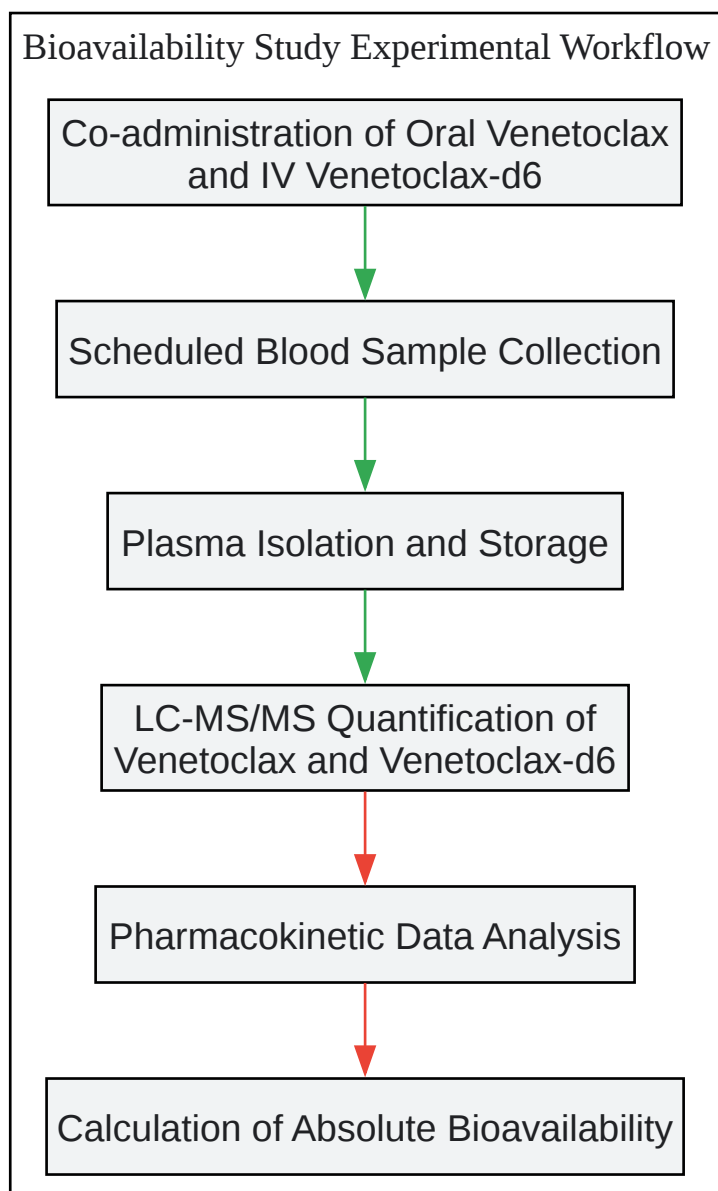 Bioavailability Study Experimental Workflow
Co-administration of Oral Venetoclax
and IV Venetoclax-d6
Scheduled Blood Sample Collection
Plasma Isolation and Storage
LC-MS/MS Quantification of
Venetoclax and Venetoclax-d6
Pharmacokinetic Data Analysis
Calculation of Absolute Bioavailability